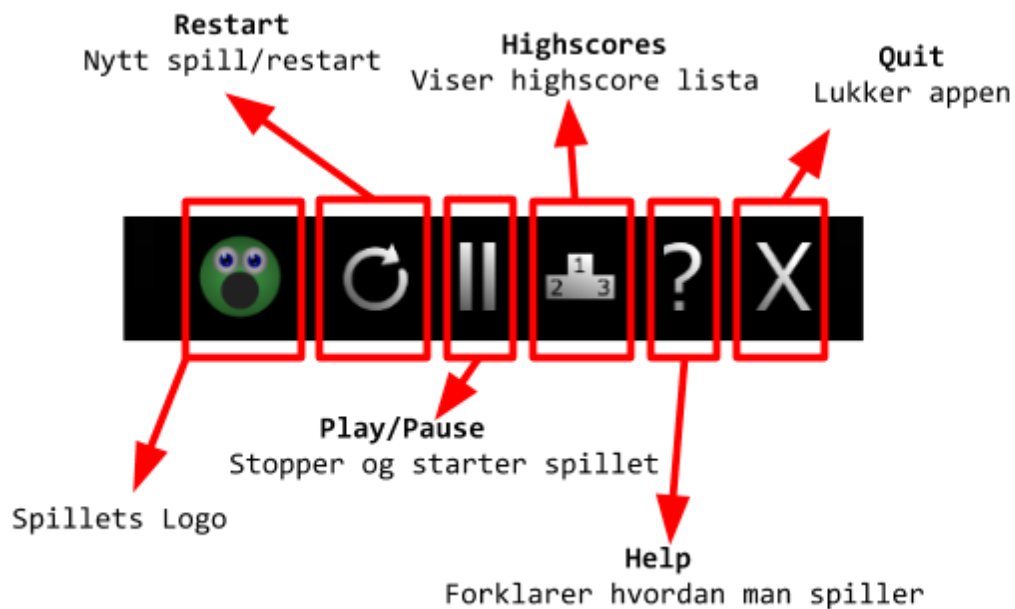 Restart
Nytt spill/restart
Highscores
Viser highscore lista
Quit
Lukker appen
1
2 3
?
X
Play/Pause
Stopper og starter spillet
Spillets Logo
Help
Forklarer hvordan man spiller